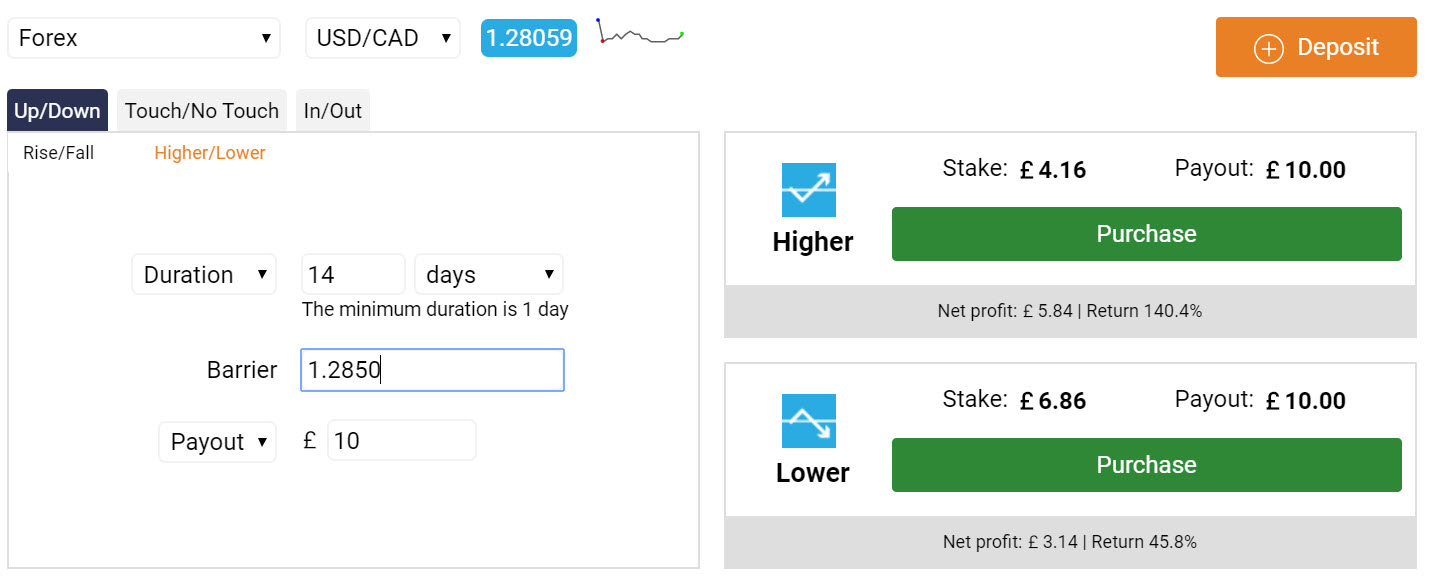 Forex USD/CAD 1.28059
Deposit
Up/Down Touch/No Touch In/Out
Rise/Fall Higher/Lower
Duration 14 days
The minimum duration is 1 day
Barrier 1.2850
Payout £ 10
Higher
Stake: £ 4.16 Payout: £ 10.00
Purchase
Net profit: £ 5.84 | Return 140.4%
Lower
Stake: £ 6.86 Payout: £ 10.00
Purchase
Net profit: £ 3.14 | Return 45.8%